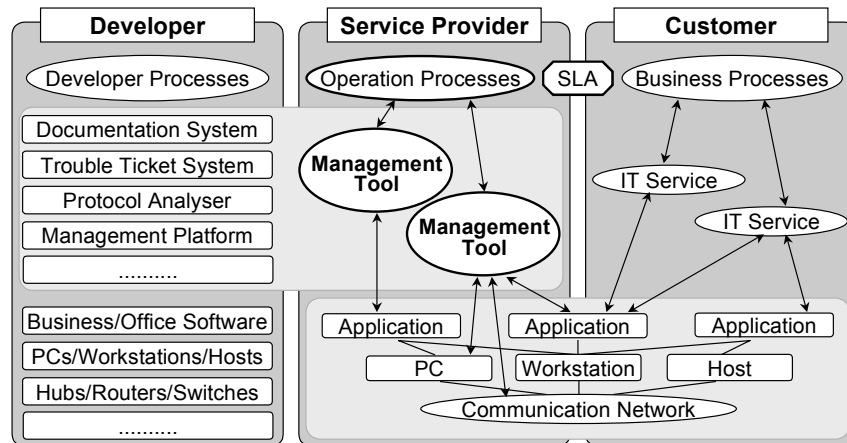 Developer
Service Provider
Customer
Developer Processes
Operation Processes
SLA
Business Processes
Documentation System
Trouble Ticket System
Protocol Analyser
Management Platform
..........
Management
Tool
Management
Tool
IT Service
IT Service
Business/Office Software
PCs/Workstations/Hosts
Hubs/Routers/Switches
..........
Application
Application
Application
PC
Workstation
Host
Communication Network